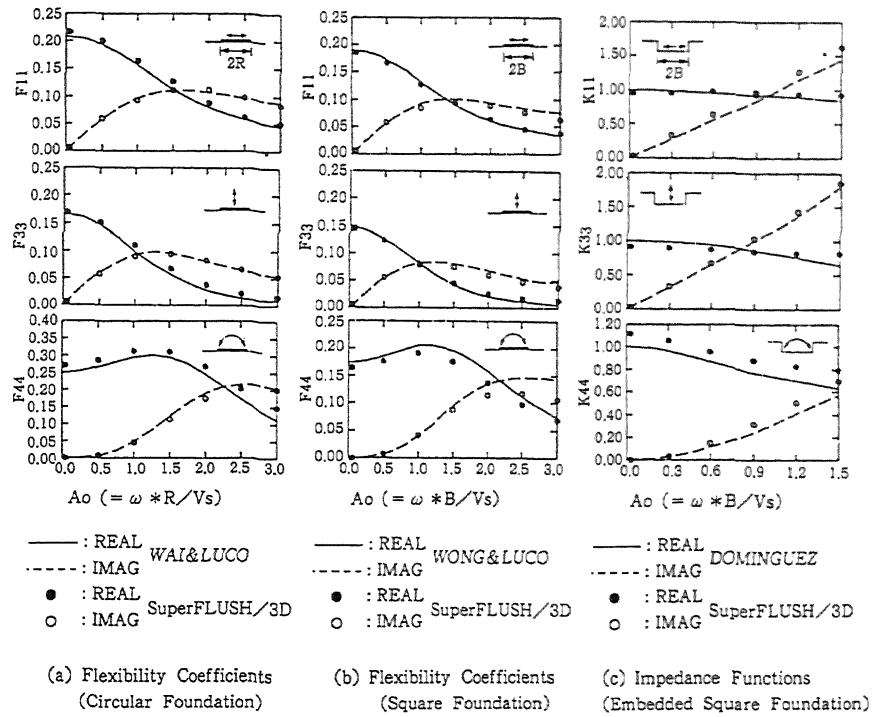 F11
0.25
0.20
0.15
0.10
0.05
0.00
2R
F33
0.20
0.15
0.10
0.05
0.00
F44
0.40
0.35
0.30
0.25
0.20
0.15
0.10
0.05
0.00
0.0 0.5 1.0 1.5 2.0 2.5 3.0
Ao (= ω *R/Vs)
F11
0.25
0.20
0.15
0.10
0.05
0.00
2B
F33
0.20
0.15
0.10
0.05
0.00
F44
0.25
0.20
0.15
0.10
0.05
0.00
0.0 0.5 1.0 1.5 2.0 2.5 3.0
Ao (= ω *B/Vs)
K11
2.00
1.50
1.00
0.50
0.00
2B
K33
2.00
1.50
1.00
0.50
0.00
K44
1.20
1.00
0.80
0.60
0.40
0.20
0.00
0.0 0.3 0.6 0.9 1.2 1.5
Ao (= ω *B/Vs)
: REAL
: IMAG
WAI&LUCO
: REAL
: IMAG
SuperFLUSH/3D
: REAL
: IMAG
WONG&LUCO
: REAL
: IMAG
SuperFLUSH/3D
: REAL
: IMAG
DOMINGUEZ
: REAL
: IMAG
SuperFLUSH/3D
(a) Flexibility Coefficients
(Circular Foundation)
(b) Flexibility Coefficients
(Square Foundation)
(c) Impedance Functions
(Embedded Square Foundation)